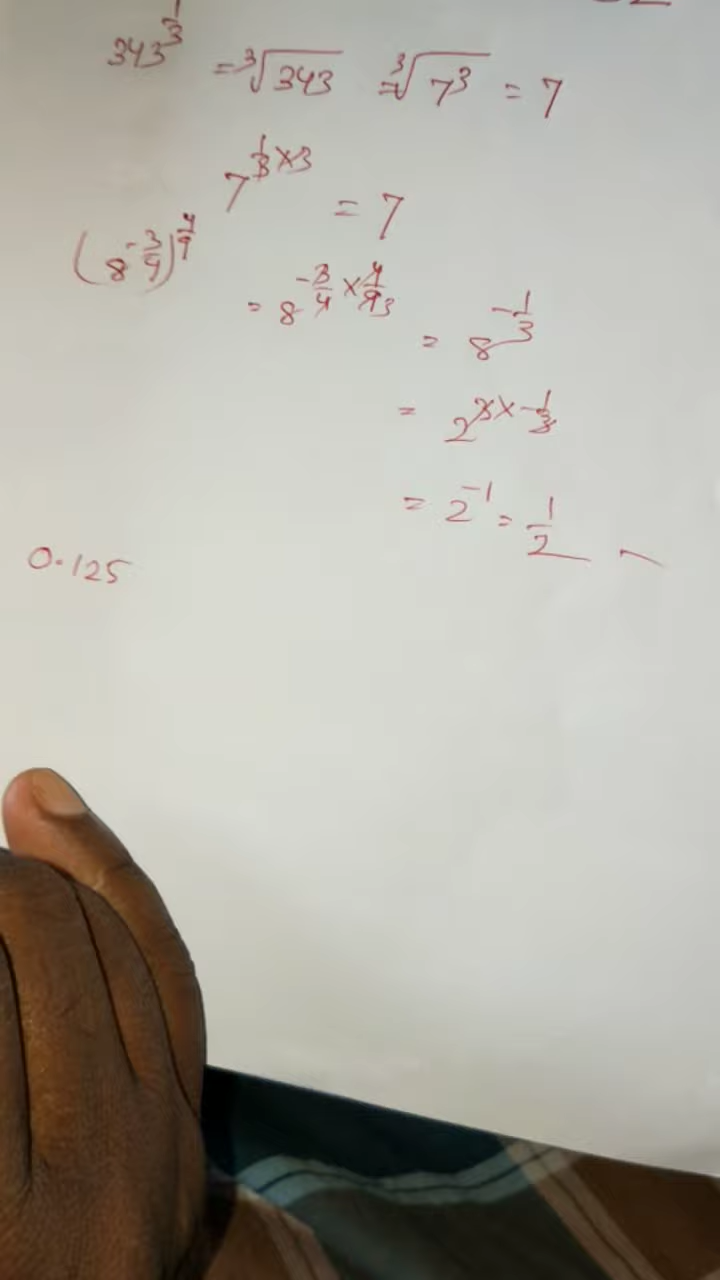 343^(1/3) = ∛343 = ∛7³ = 7
7^(1/3 × 3) = 7
(8^(-3/4))^(4/9)
= 8^(-3/4 × 4/9 3) = 8^(-1/3)
= 2^(3 × -1/3)
= 2^(-1) = 1/2
0.125